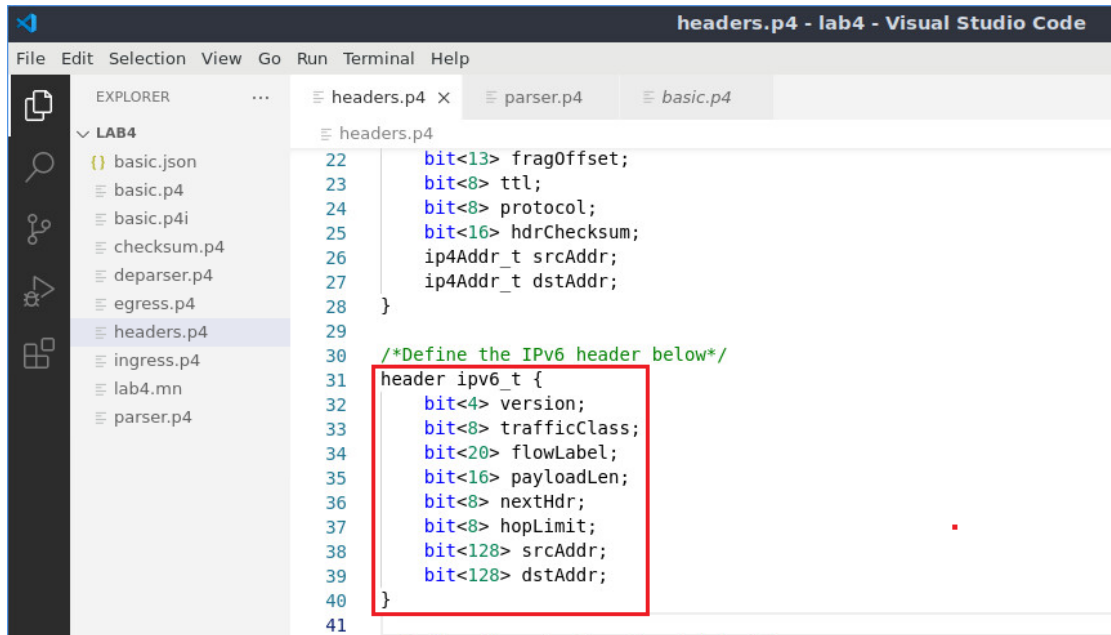 headers.p4 - lab4 - Visual Studio Code
File Edit Selection View Go Run Terminal Help
EXPLORER ...
headers.p4 × parser.p4 basic.p4
LAB4
headers.p4
{} basic.json
basic.p4
basic.p4i
checksum.p4
deparser.p4
egress.p4
headers.p4
ingress.p4
lab4.mn
parser.p4
22 bit<13> fragOffset;
23 bit<8> ttl;
24 bit<8> protocol;
25 bit<16> hdrChecksum;
26 ip4Addr_t srcAddr;
27 ip4Addr_t dstAddr;
28 }
29
30 /*Define the IPv6 header below*/
31 header ipv6_t {
32 bit<4> version;
33 bit<8> trafficClass;
34 bit<20> flowLabel;
35 bit<16> payloadLen;
36 bit<8> nextHdr;
37 bit<8> hopLimit;
38 bit<128> srcAddr;
39 bit<128> dstAddr;
40 }
41